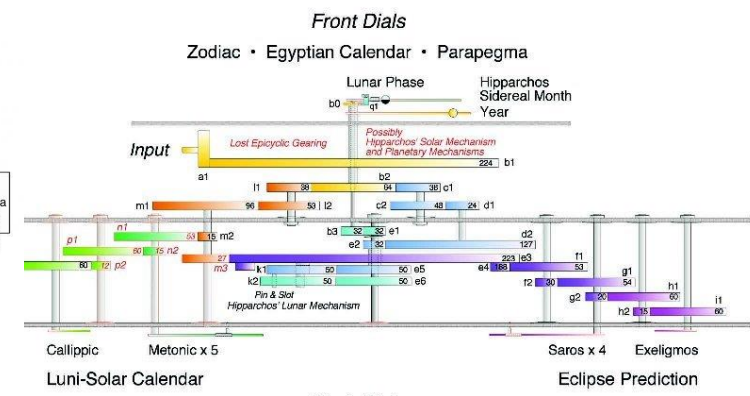 Front Dials
Zodiac • Egyptian Calendar • Parapegma
Lunar Phase
Hipparchos
Sidereal Month
b0
q1
Year
Input
Lost Epicyclic Gearing
Possibly
Hipparchos' Solar Mechanism
and Planetary Mechanisms
224 b1
a1
b2
l1 38 64 38 c1
m1 96 53 l2 c2 48 24 d1
n1 53 15 m2 b3 32 32 e1 d2
p1 60 15 n2 e2 32 127
60 12 p2 27 223 e3 f1
m3 k1 50 50 e5 e4 188 53
k2 50 50 e6 f2 30 54 g1
Pin & Slot
Hipparchos' Lunar Mechanism
g2 20 60 h1
h2 15 60 i1
Callippic
Metonic x 5
Saros x 4
Exeligmos
Luni-Solar Calendar
Eclipse Prediction
a